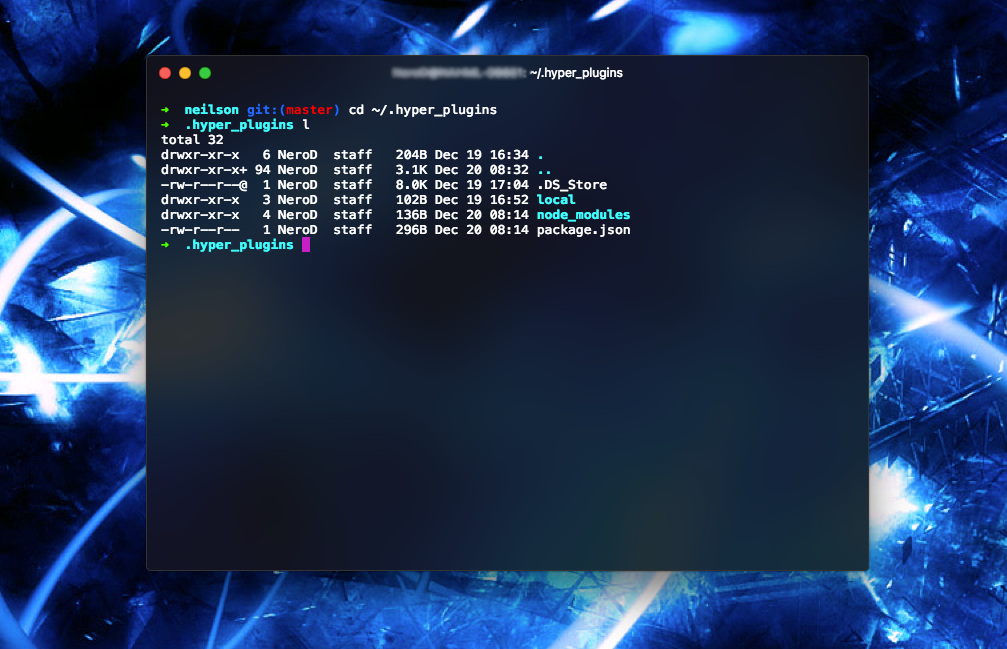 ~/.hyper_plugins
➜  neilson git:(master) cd ~/.hyper_plugins
➜  .hyper_plugins l
total 32
drwxr-xr-x   6 NeroD  staff   204B Dec 19 16:34 .
drwxr-xr-x+ 94 NeroD  staff   3.1K Dec 20 08:32 ..
-rw-r--r--@  1 NeroD  staff   8.0K Dec 19 17:04 .DS_Store
drwxr-xr-x   3 NeroD  staff   102B Dec 19 16:52 local
drwxr-xr-x   4 NeroD  staff   136B Dec 20 08:14 node_modules
-rw-r--r--   1 NeroD  staff   296B Dec 20 08:14 package.json
➜  .hyper_plugins